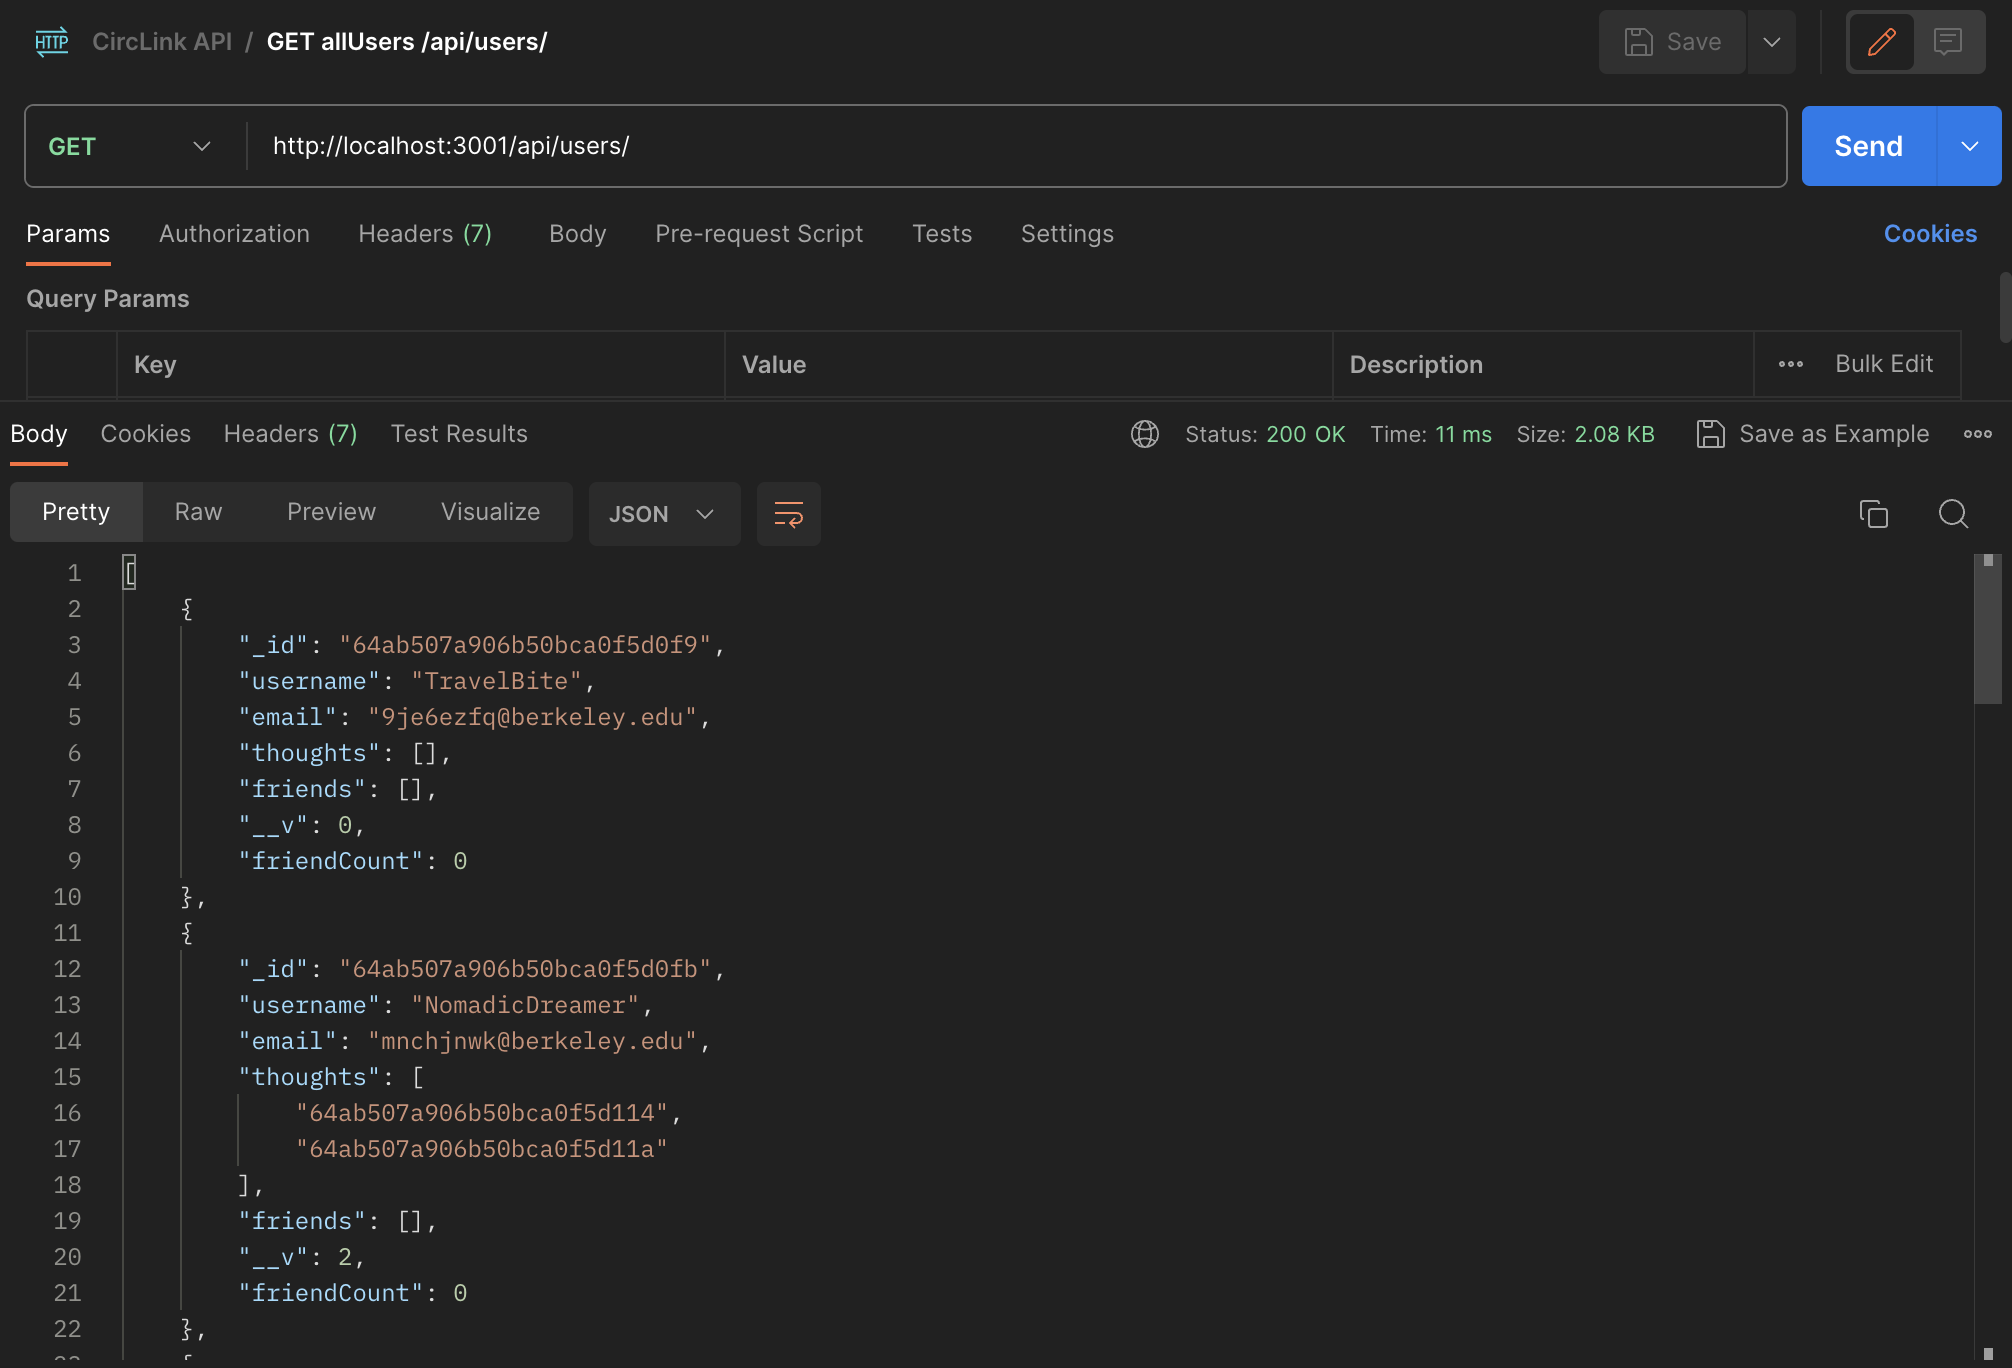 HTTP CircLink API / GET allUsers /api/users/ Save
GET http://localhost:3001/api/users/ Send
Params Authorization Headers (7) Body Pre-request Script Tests Settings Cookies
Query Params
Key Value Description Bulk Edit
Body Cookies Headers (7) Test Results Status: 200 OK Time: 11 ms Size: 2.08 KB Save as Example
Pretty Raw Preview Visualize JSON
1 [
2 {
3 "_id": "64ab507a906b50bca0f5d0f9",
4 "username": "TravelBite",
5 "email": "9je6ezfq@berkeley.edu",
6 "thoughts": [],
7 "friends": [],
8 "__v": 0,
9 "friendCount": 0
10 },
11 {
12 "_id": "64ab507a906b50bca0f5d0fb",
13 "username": "NomadicDreamer",
14 "email": "mnchjnwk@berkeley.edu",
15 "thoughts": [
16 "64ab507a906b50bca0f5d114",
17 "64ab507a906b50bca0f5d11a"
18 ],
19 "friends": [],
20 "__v": 2,
21 "friendCount": 0
22 },